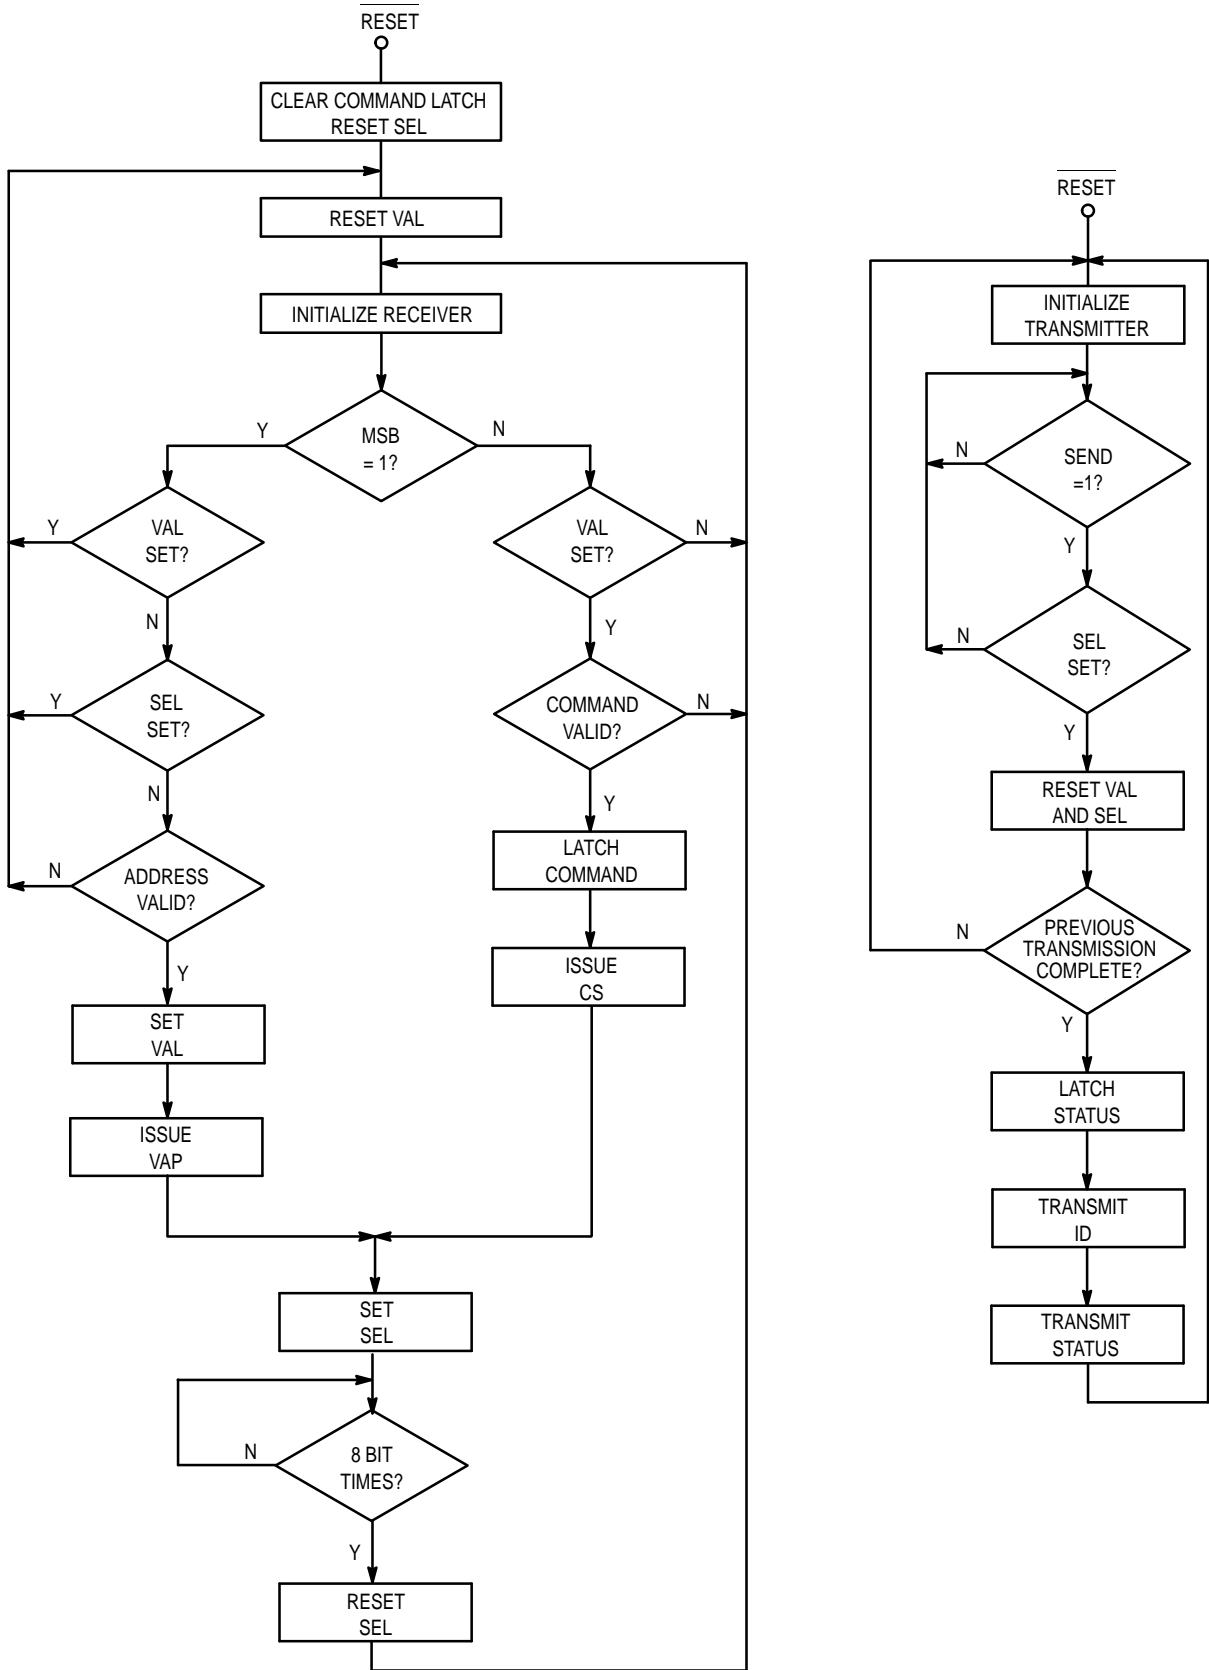 RESET
CLEAR COMMAND LATCH
RESET SEL
RESET VAL
INITIALIZE RECEIVER
MSB
= 1?
Y
N
VAL
SET?
Y
N
SEL
SET?
Y
N
ADDRESS
VALID?
N
Y
SET
VAL
ISSUE
VAP
VAL
SET?
N
Y
COMMAND
VALID?
N
Y
LATCH
COMMAND
ISSUE
CS
SET
SEL
8 BIT
TIMES?
N
Y
RESET
SEL
RESET
INITIALIZE
TRANSMITTER
SEND
=1?
N
Y
SEL
SET?
N
Y
RESET VAL
AND SEL
PREVIOUS
TRANSMISSION
COMPLETE?
N
Y
LATCH
STATUS
TRANSMIT
ID
TRANSMIT
STATUS